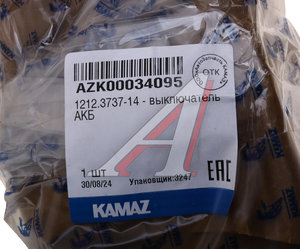 AZK00034095
1212.3737-14 - выключатель
АКБ
ОТК
1 шт
30/08/24
Упаковщик:3247
EAC
KAMAZ